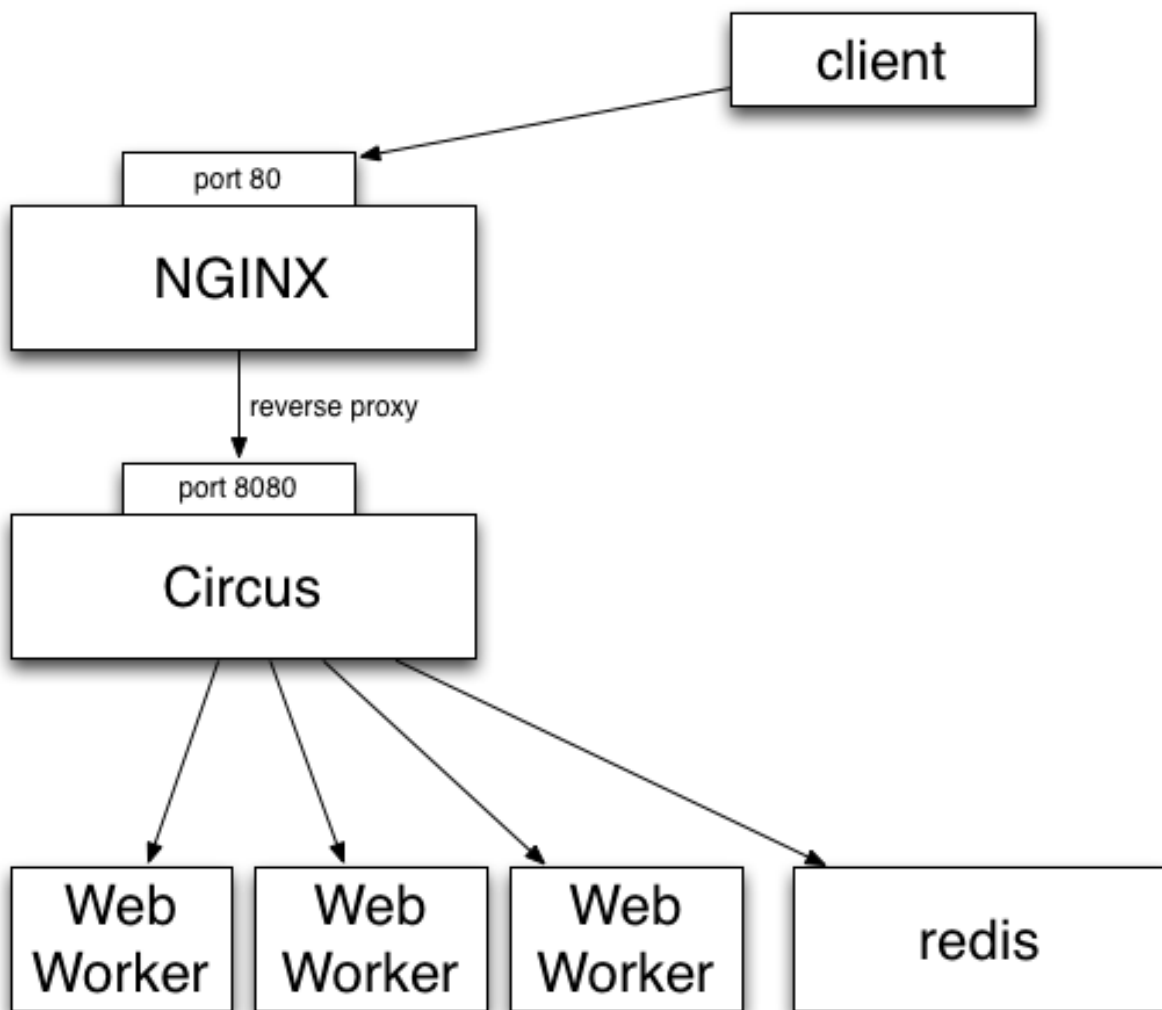 client
port 80
NGINX
reverse proxy
port 8080
Circus
Web
Worker
Web
Worker
Web
Worker
redis